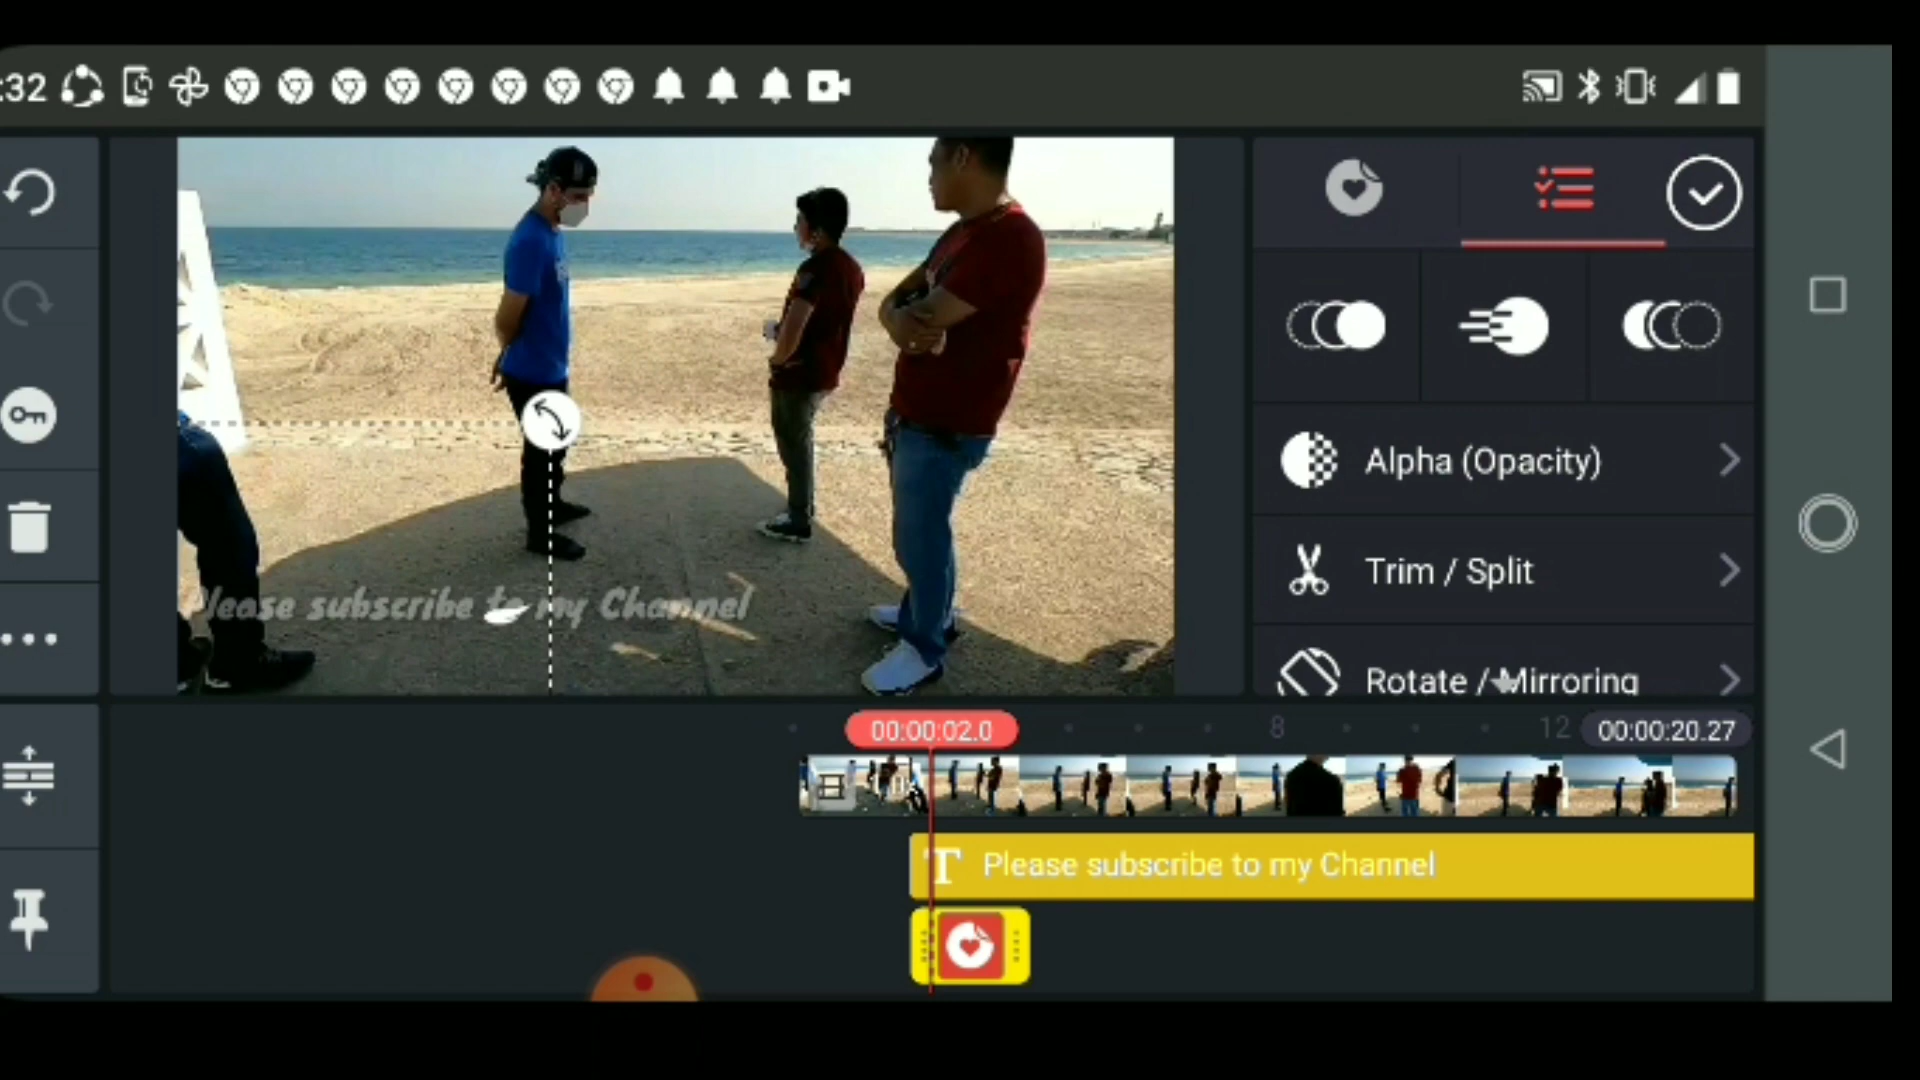 :32
Alpha (Opacity)
Trim / Split
Rotate / Mirroring
Please subscribe to my Channel
00:00:02.0
8
12
00:00:20.27
T Please subscribe to my Channel